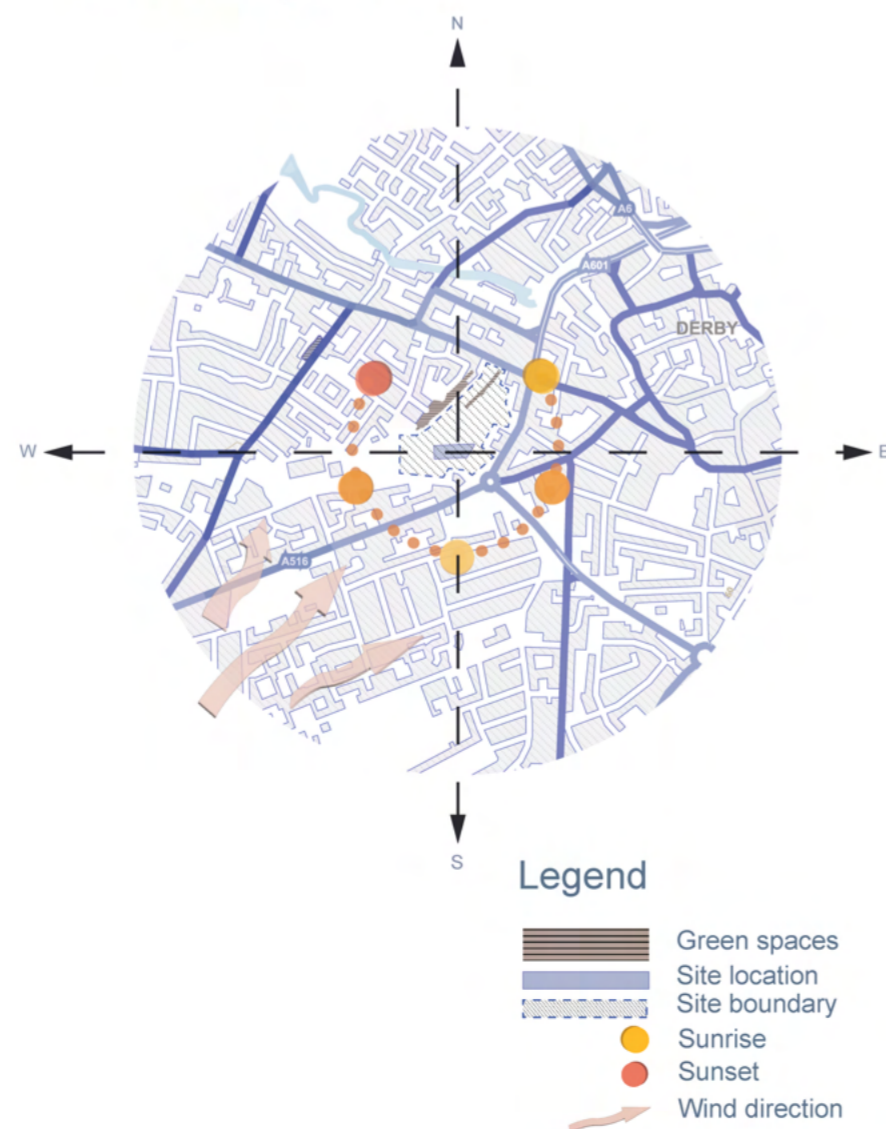 N
A6
A601
DERBY
W
E
A516
S
Legend
Green spaces
Site location
Site boundary
Sunrise
Sunset
Wind direction